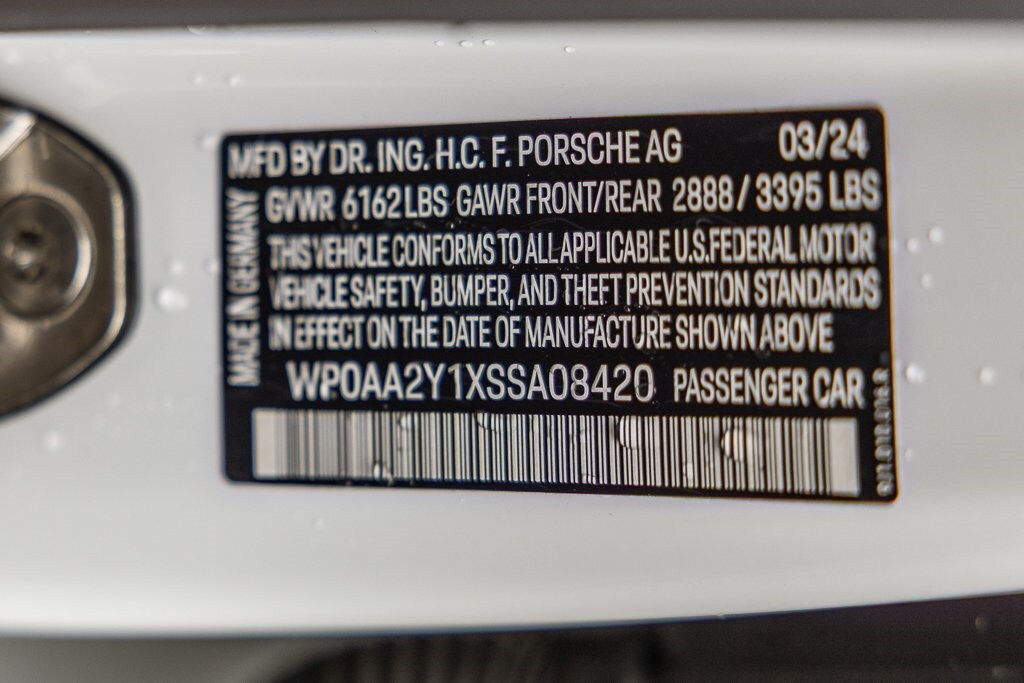 MFD BY DR. ING. H.C. F. PORSCHE AG 03/24
GVWR 6162 LBS GAWR FRONT/REAR 2888 / 3395 LBS
THIS VEHICLE CONFORMS TO ALL APPLICABLE U.S. FEDERAL MOTOR
VEHICLE SAFETY, BUMPER, AND THEFT PREVENTION STANDARDS
IN EFFECT ON THE DATE OF MANUFACTURE SHOWN ABOVE
WP0AA2Y1XSSA08420 PASSENGER CAR
MADE IN GERMANY